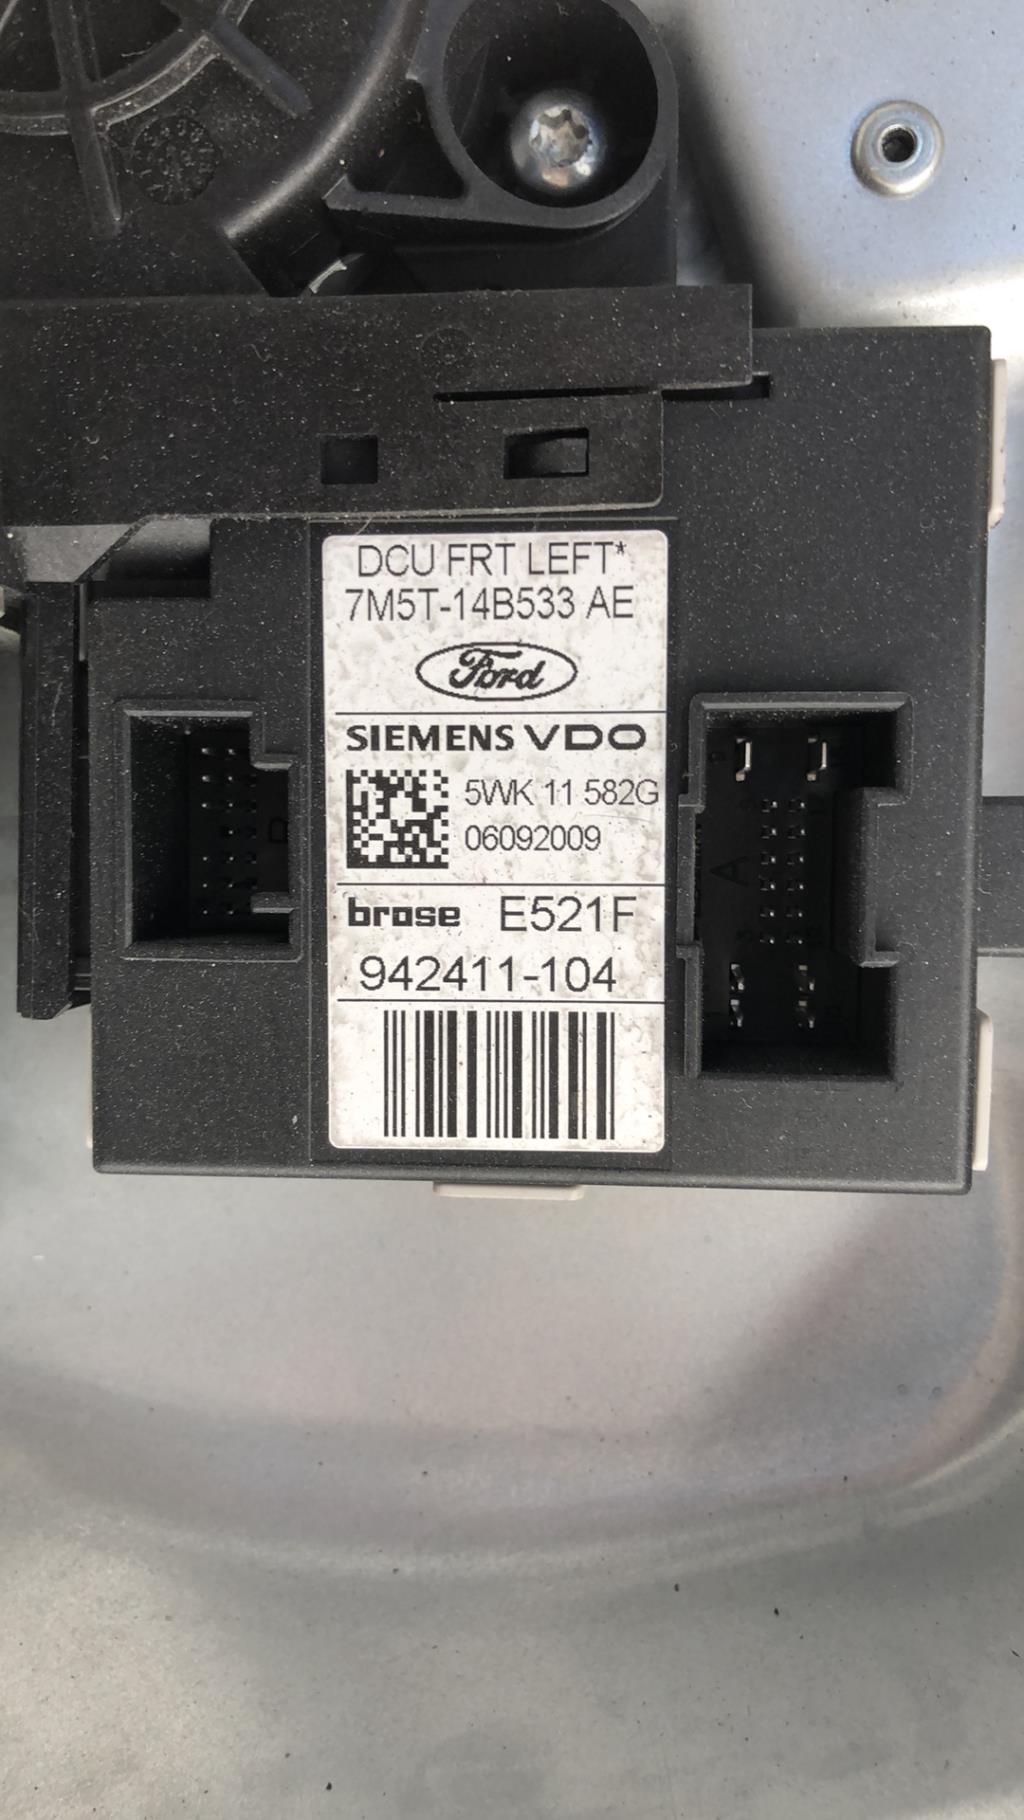 DCU FRT LEFT*
7M5T-14B533 AE
Ford
SIEMENS VDO
5WK 11 582G
06092009
brose E521F
942411-104
A